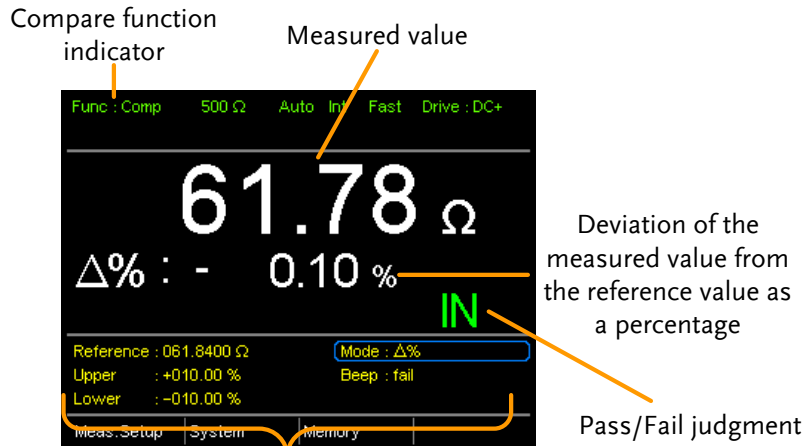 Compare function
indicator
Measured value
Func : Comp 500 Ω Auto Int Fast Drive : DC+
61.78 Ω
Δ% : - 0.10 %
IN
Deviation of the
measured value from
the reference value as
a percentage
Reference : 061.8400 Ω Mode : Δ%
Upper : +010.00 % Beep : fail
Lower : -010.00 %
Meas.Setup System Memory
Pass/Fail judgment